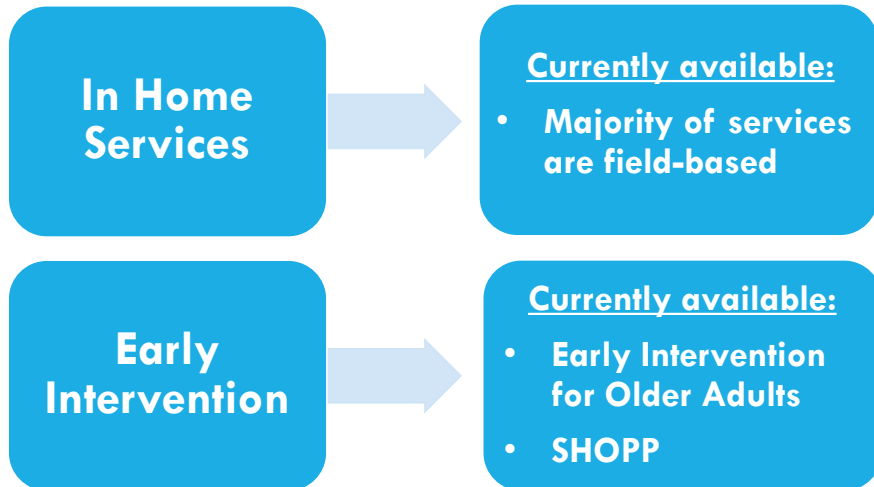 In Home
Services
Currently available:
• Majority of services
are field-based
Early
Intervention
Currently available:
• Early Intervention
for Older Adults
• SHOPP